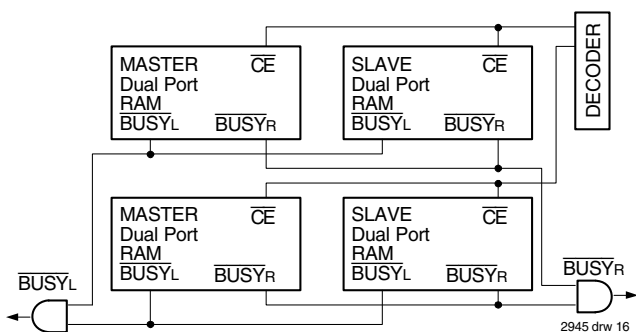 MASTER
Dual Port
RAM
CE
BUSYL
BUSYR
SLAVE
Dual Port
RAM
CE
BUSYL
BUSYR
DECODER
MASTER
Dual Port
RAM
CE
BUSYL
BUSYR
SLAVE
Dual Port
RAM
CE
BUSYL
BUSYR
BUSYL
BUSYR
2945 drw 16